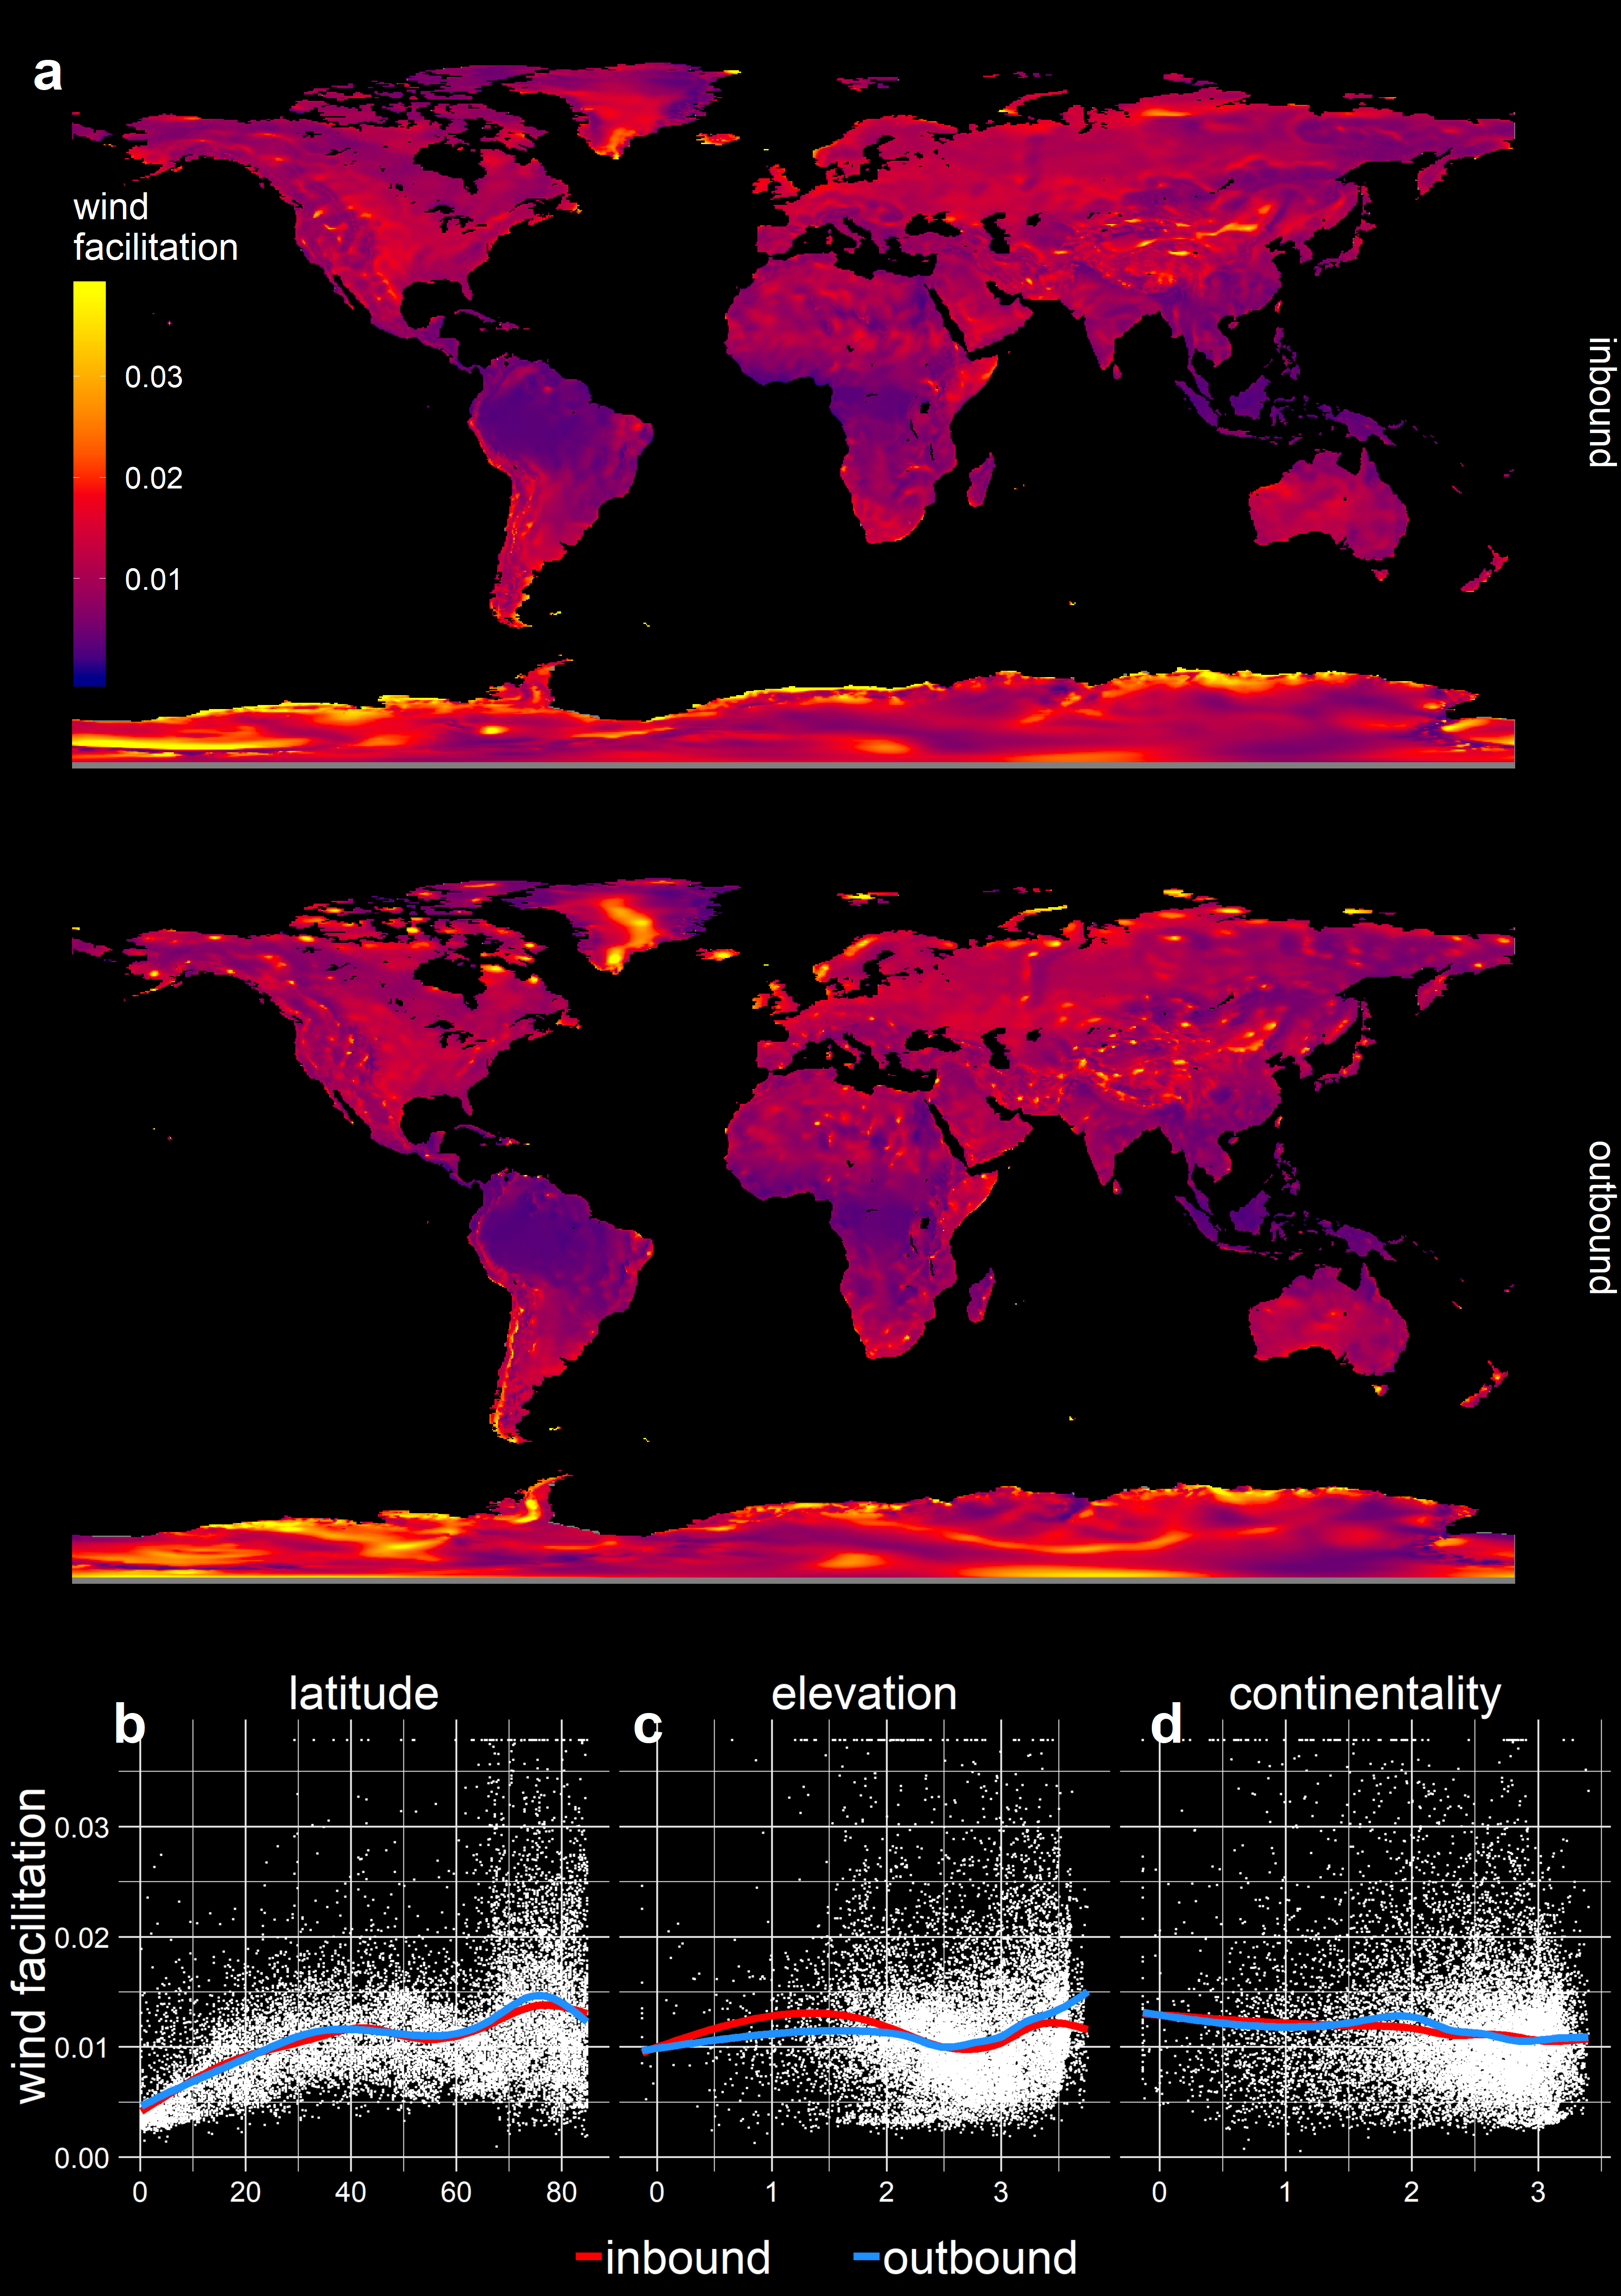 a
wind
facilitation
0.03
0.02
0.01
inbound
outbound
latitude
elevation
continentality
b
c
d
wind facilitation
0.03
0.02
0.01
0.00
0 20 40 60 80
0 1 2 3
0 1 2 3
inbound outbound